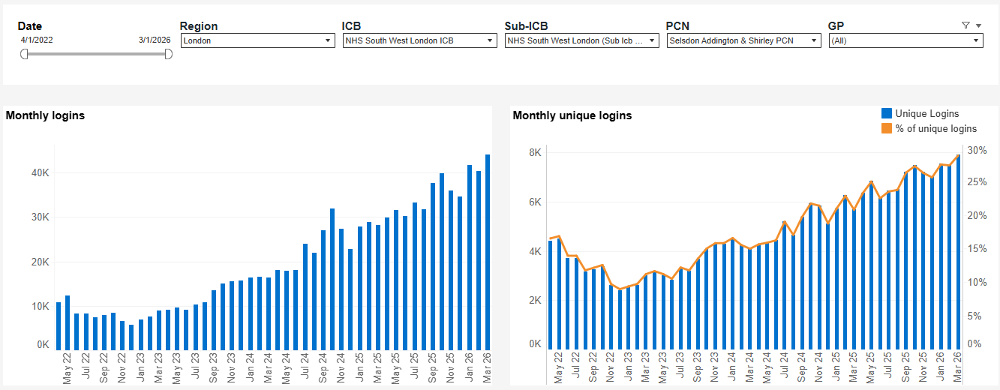 Date
4/1/2022 3/1/2026
Region
London
ICB
NHS South West London ICB
Sub-ICB
NHS South West London (Sub Icb ...
PCN
Selsdon Addington & Shirley PCN
GP
(All)
Monthly logins
40K
30K
20K
10K
0K
May 22 Jul 22 Sep 22 Nov 22 Jan 23 Mar 23 May 23 Jul 23 Sep 23 Nov 23 Jan 24 Mar 24 May 24 Jul 24 Sep 24 Nov 24 Jan 25 Mar 25 May 25 Jul 25 Sep 25 Nov 25 Jan 26 Mar 26
Monthly unique logins
Unique Logins
% of unique logins
8K
6K
4K
2K
0K
30%
25%
20%
15%
10%
5%
0%
May 22 Jul 22 Sep 22 Nov 22 Jan 23 Mar 23 May 23 Jul 23 Sep 23 Nov 23 Jan 24 Mar 24 May 24 Jul 24 Sep 24 Nov 24 Jan 25 Mar 25 May 25 Jul 25 Sep 25 Nov 25 Jan 26 Mar 26